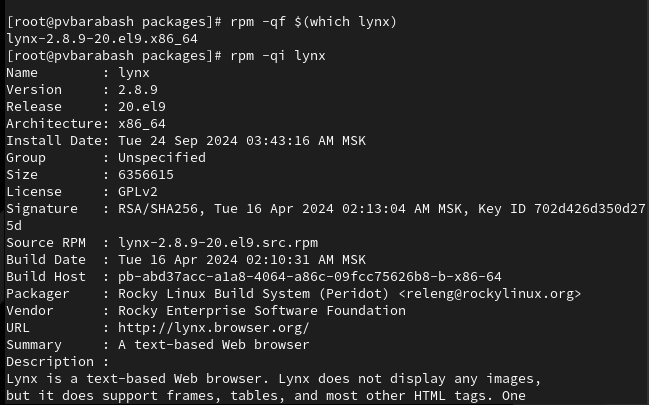 [root@pvbarabash packages]# rpm -qf $(which lynx)
lynx-2.8.9-20.el9.x86_64
[root@pvbarabash packages]# rpm -qi lynx
Name        : lynx
Version     : 2.8.9
Release     : 20.el9
Architecture: x86_64
Install Date: Tue 24 Sep 2024 03:43:16 AM MSK
Group       : Unspecified
Size        : 6356615
License     : GPLv2
Signature   : RSA/SHA256, Tue 16 Apr 2024 02:13:04 AM MSK, Key ID 702d426d350d27
5d
Source RPM  : lynx-2.8.9-20.el9.src.rpm
Build Date  : Tue 16 Apr 2024 02:10:31 AM MSK
Build Host  : pb-abd37acc-a1a8-4064-a86c-09fcc75626b8-b-x86-64
Packager    : Rocky Linux Build System (Peridot) <releng@rockylinux.org>
Vendor      : Rocky Enterprise Software Foundation
URL         : http://lynx.browser.org/
Summary     : A text-based Web browser
Description :
Lynx is a text-based Web browser. Lynx does not display any images,
but it does support frames, tables, and most other HTML tags. One